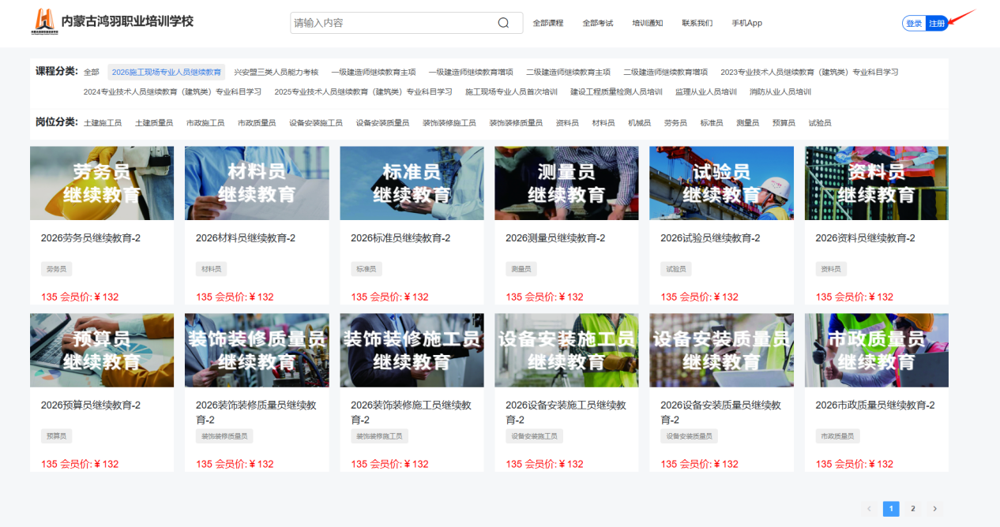 内蒙古鸿羽职业培训学校
请输入内容
全部课程 全部考试 培训通知 联系我们 手机App
登录 注册
课程分类: 全部 2026施工现场专业人员继续教育 兴安盟三类人员能力考核 一级建造师继续教育主项 一级建造师继续教育增项 二级建造师继续教育主项 二级建造师继续教育增项 2023专业技术人员继续教育（建筑类）专业科目学习
2024专业技术人员继续教育（建筑类）专业科目学习 2025专业技术人员继续教育（建筑类）专业科目学习 施工现场专业人员首次培训 建设工程质量检测人员培训 监理从业人员培训 消防从业人员培训
岗位分类: 土建施工员 土建质量员 市政施工员 市政质量员 设备安装施工员 设备安装质量员 装饰装修施工员 装饰装修质量员 资料员 材料员 机械员 劳务员 标准员 测量员 预算员 试验员
劳务员
继续教育
2026劳务员继续教育-2
劳务员
135 会员价: ¥ 132
材料员
继续教育
2026材料员继续教育-2
材料员
135 会员价: ¥ 132
标准员
继续教育
2026标准员继续教育-2
标准员
135 会员价: ¥ 132
测量员
继续教育
2026测量员继续教育-2
测量员
135 会员价: ¥ 132
试验员
继续教育
2026试验员继续教育-2
试验员
135 会员价: ¥ 132
资料员
继续教育
2026资料员继续教育-2
资料员
135 会员价: ¥ 132
预算员
继续教育
2026预算员继续教育-2
预算员
135 会员价: ¥ 132
装饰装修质量员
继续教育
2026装饰装修质量员继续教
育-2
装饰装修质量员
135 会员价: ¥ 132
装饰装修施工员
继续教育
2026装饰装修施工员继续教
育-2
装饰装修施工员
135 会员价: ¥ 132
设备安装施工员
继续教育
2026设备安装施工员继续教
育-2
设备安装施工员
135 会员价: ¥ 132
设备安装质量员
继续教育
2026设备安装质量员继续教
育-2
设备安装质量员
135 会员价: ¥ 132
市政质量员
继续教育
2026市政质量员继续教育-2
市政质量员
135 会员价: ¥ 132
1 2